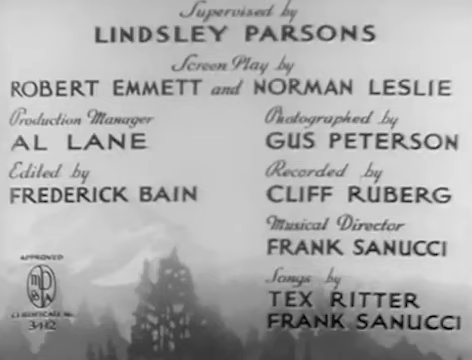 Supervised by
LINDSLEY PARSONS
Screen Play by
ROBERT EMMETT and NORMAN LESLIE
Production Manager
AL LANE
Edited by
FREDERICK BAIN
Photographed by
GUS PETERSON
Recorded by
CLIFF RUBERG
Musical Director
FRANK SANUCCI
Songs by
TEX RITTER
FRANK SANUCCI
APPROVED
MPDA
CERTIFICATE No.